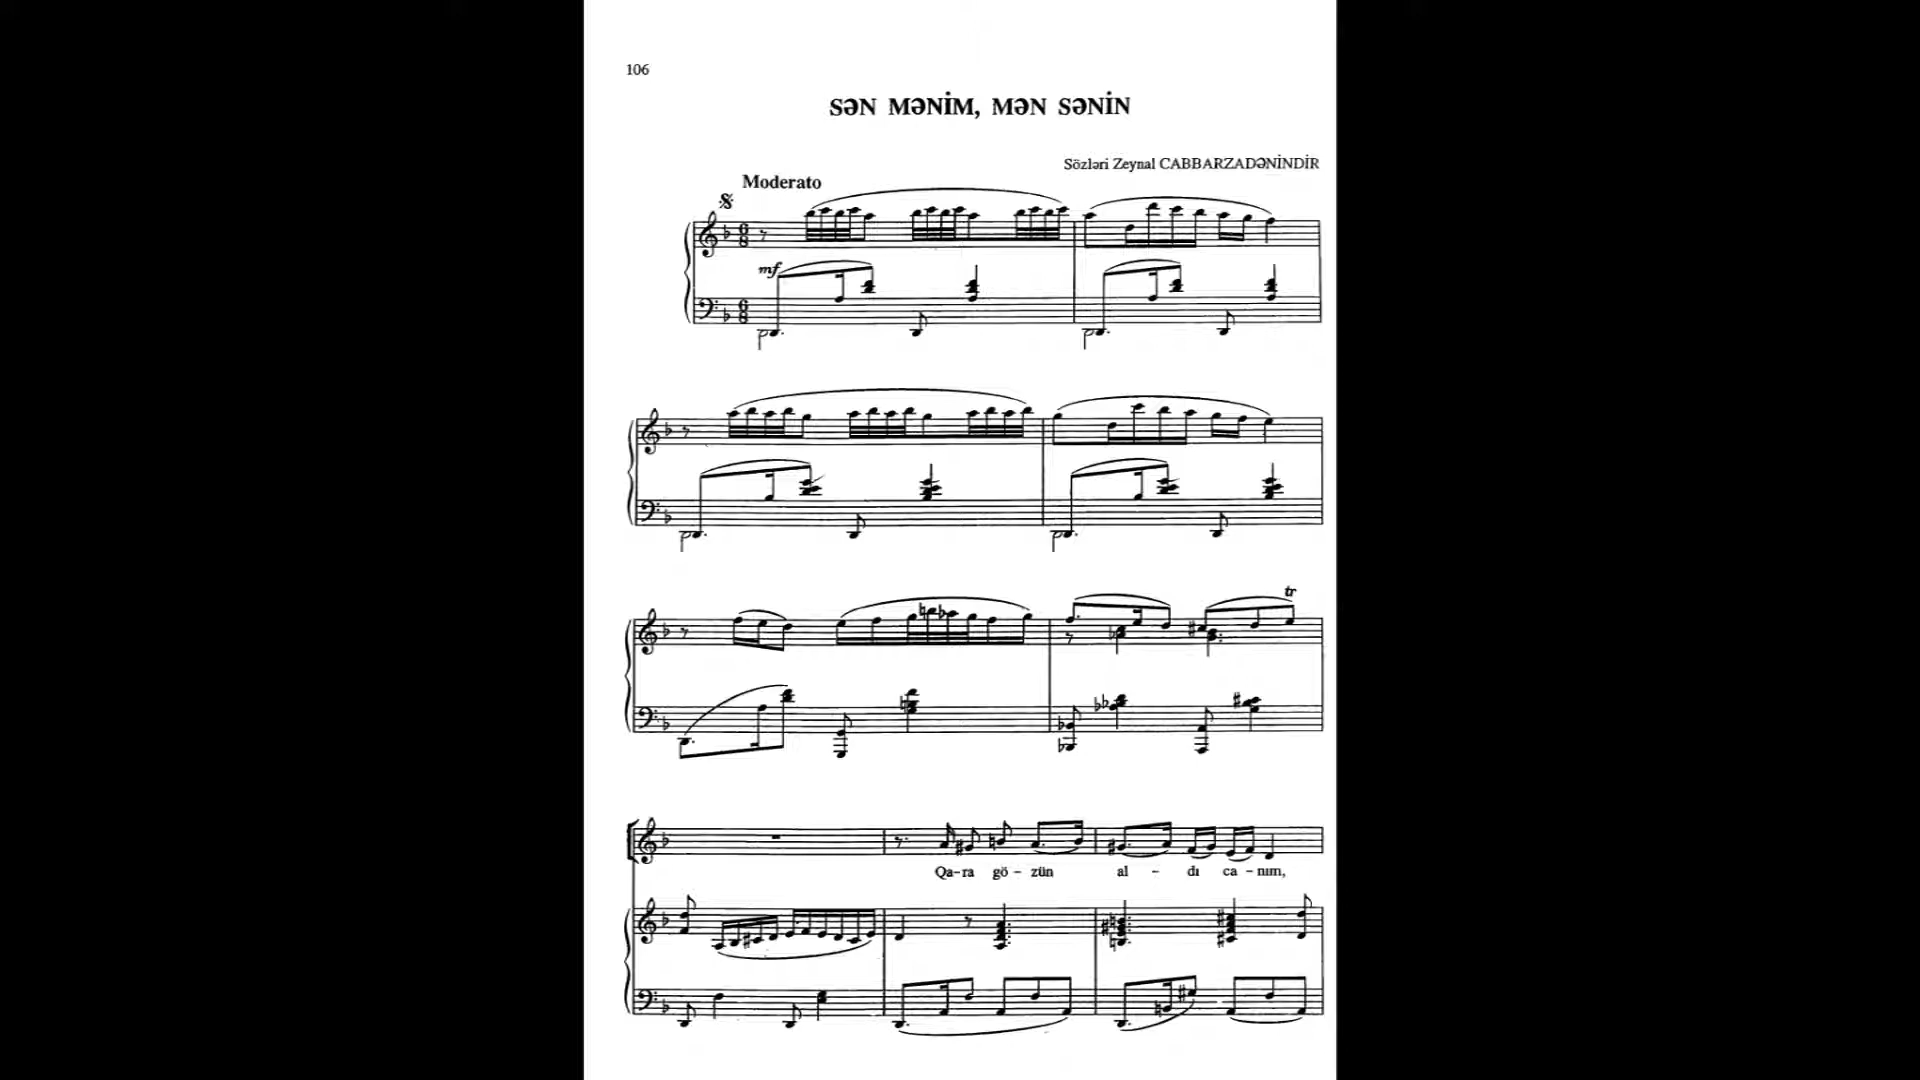 106
SƏN MƏNİM, MƏN SƏNİN
Sözləri Zeynal CABBARZADƏNİNDİR
Moderato
mf
tr
Qa-ra gö - zün al - dı ca - nım,